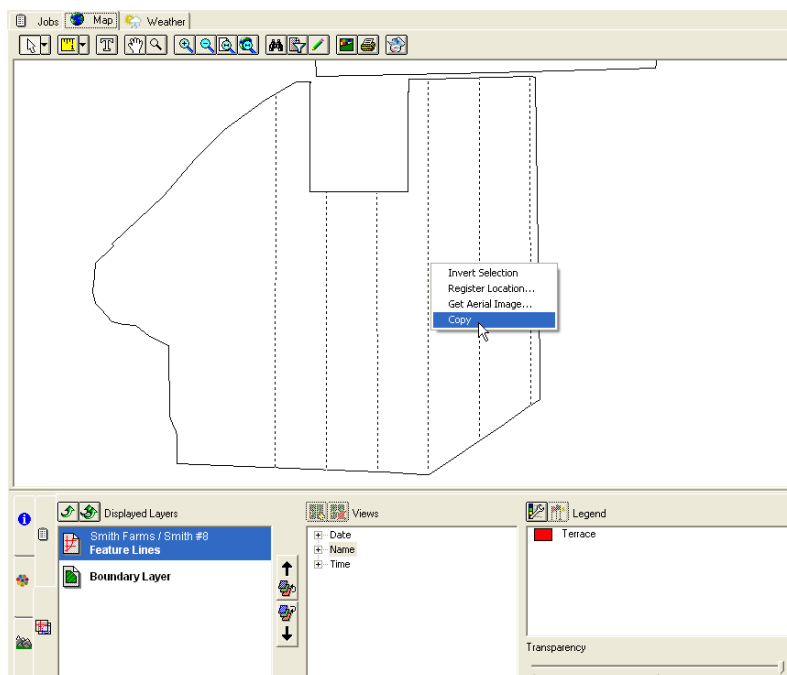 Jobs Map Weather
T
Invert Selection
Register Location...
Get Aerial Image...
Copy
Displayed Layers Views Legend
Smith Farms / Smith #8
Feature Lines
Boundary Layer
Date
Name
Time
Terrace
Transparency